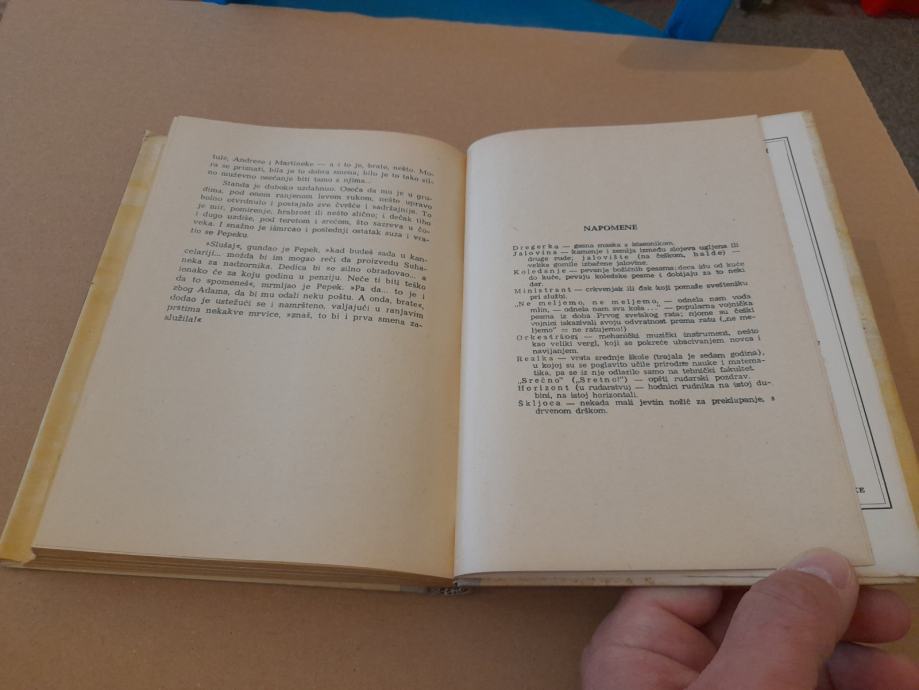 tule, Andrese i Martineke — a i to je, brate, nešto. Mo-
ra se priznati, bila je to dobra smena; bilo je to tako sil-
no muževno osećanje biti tamo s njima...
Standa je duboko uzdahnuo. Oseća da mu je u gru-
dima, pod onom ranjenom levom rukom, nešto upravo
bolno otvrdnulo i postajalo sve čvršće i sadržajnije. To
je mir, pomirenje, hrabrost ili nešto slično; i dečak tiho
i dugo uzdiše, pod teretom i srećom, što sazreva u čo-
veka. I snažno je išmrcao i poslednji ostatak suza i vra-
tio se Pepeku.
»Slušaj«, gundao je Pepek, »kad budeš sada u kan-
celariji... možda bi im mogao reći da proizvedu Suha-
neka za nadzornika. Dedica bi se silno obradovao... a
ionako će za koju godinu u penziju. Neće ti biti teško
da to spomeneš«, mrmljao je Pepek. »Pa da... to je i
zbog Adama, da bi mu odali neku poštu. A onda, brate«,
dodao je ustežući se i namršteno, valjajući u ranjavim
prstima nekakve mrvice, »znaš, to bi i prva smena za-
služila!«
NAPOMENE
Dregerka — gasna maska s kiseonikom.
Jalovina — kamenje i zemlja između slojeva ugljena ili
druge rude; jalovište (na češkom, halde) —
velike gomile izbačene jalovine.
Koledanje — pevanje božićnih pesama; deca idu od kuće
do kuće, pevaju koledske pesme i dobijaju za to neki
dar.
Ministrant — crkvenjak ili đak koji pomaže svešteniku
pri službi.
„Ne meljemo, ne meljemo, — odnela nam voda
mlin, — odnela nam sva kola . . ." — popularna vojnička
pesma iz doba Prvog svetskog rata; njome su češki
vojnici iskazivali svoju odvratnost prema ratu („ne me-
ljemo" = ne ratujemo!)
Orkestrion — mehanički muzički instrument, nešto
kao veliki vergl, koji se pokreće ubacivanjem novca i
navijanjem.
Realka — vrsta srednje škole (trajala je sedam godina),
u kojoj su se poglavito učile prirodne nauke i matema-
tika, pa se iz nje odlazilo samo na tehnički fakultet.
„Srećno" („Sretno!") — opšti rudarski pozdrav.
Horizont (u rudarstvu) — hodnici rudnika na istoj du-
bini, na istoj horizontali.
Škljoca — nekada mali jevtin nožić za preklapanje, s
drvenom drškom.
KE